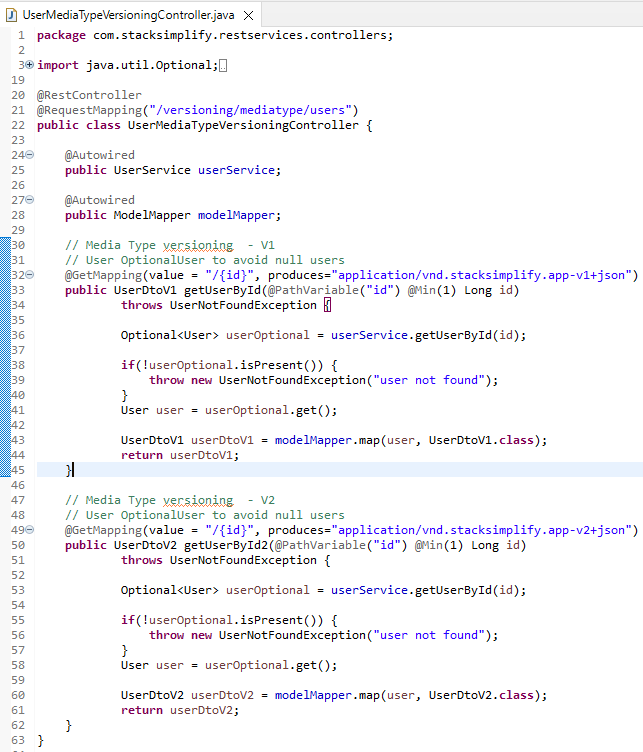 UserMediaTypeVersioningController.java
1 package com.stacksimplify.restservices.controllers;
2
3 import java.util.Optional;
19
20 @RestController
21 @RequestMapping("/versioning/mediatype/users")
22 public class UserMediaTypeVersioningController {
23
24 @Autowired
25 public UserService userService;
26
27 @Autowired
28 public ModelMapper modelMapper;
29
30 // Media Type versioning  - V1
31 // User OptionalUser to avoid null users
32 @GetMapping(value = "/{id}", produces="application/vnd.stacksimplify.app-v1+json")
33 public UserDtoV1 getUserById(@PathVariable("id") @Min(1) Long id)
34 throws UserNotFoundException {
35
36 Optional<User> userOptional = userService.getUserById(id);
37
38 if(!userOptional.isPresent()) {
39 throw new UserNotFoundException("user not found");
40 }
41 User user = userOptional.get();
42
43 UserDtoV1 userDtoV1 = modelMapper.map(user, UserDtoV1.class);
44 return userDtoV1;
45 }
46
47 // Media Type versioning  - V2
48 // User OptionalUser to avoid null users
49 @GetMapping(value = "/{id}", produces="application/vnd.stacksimplify.app-v2+json")
50 public UserDtoV2 getUserById2(@PathVariable("id") @Min(1) Long id)
51 throws UserNotFoundException {
52
53 Optional<User> userOptional = userService.getUserById(id);
54
55 if(!userOptional.isPresent()) {
56 throw new UserNotFoundException("user not found");
57 }
58 User user = userOptional.get();
59
60 UserDtoV2 userDtoV2 = modelMapper.map(user, UserDtoV2.class);
61 return userDtoV2;
62 }
63 }